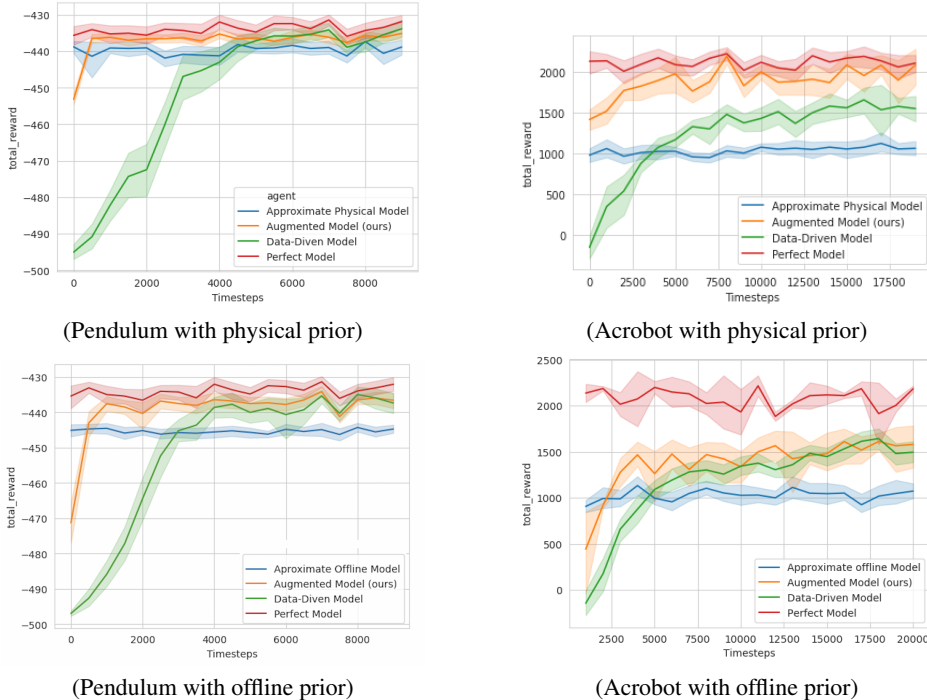 −430
−440
−450
−460
−470
−480
−490
−500
total_reward
0
2000
4000
6000
8000
Timesteps
agent
Approximate Physical Model
Augmented Model (ours)
Data-Driven Model
Perfect Model
(Pendulum with physical prior)
2000
1500
1000
500
0
total_reward
0
2500
5000
7500
10000
12500
15000
17500
Timesteps
Approximate Physical Model
Augmented Model (ours)
Data-Driven Model
Perfect Model
(Acrobot with physical prior)
−430
−440
−450
−460
−470
−480
−490
−500
total_reward
0
2000
4000
6000
8000
Timesteps
Aproximate Offline Model
Augmented Model (ours)
Data-Driven Model
Perfect Model
(Pendulum with offline prior)
2500
2000
1500
1000
500
0
total_reward
2500
5000
7500
10000
12500
15000
17500
20000
Timesteps
Approximate offline Model
Augmented Model (ours)
Data-Driven Model
Perfect Model
(Acrobot with offline prior)